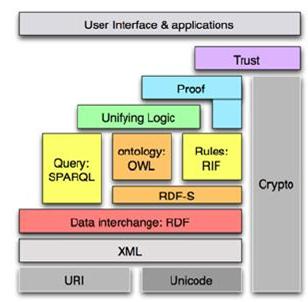 User Interface & applications
Trust
Proof
Unifying Logic
Query:
SPARQL
ontology:
OWL
Rules:
RIF
Crypto
RDF-S
Data interchange: RDF
XML
URI
Unicode